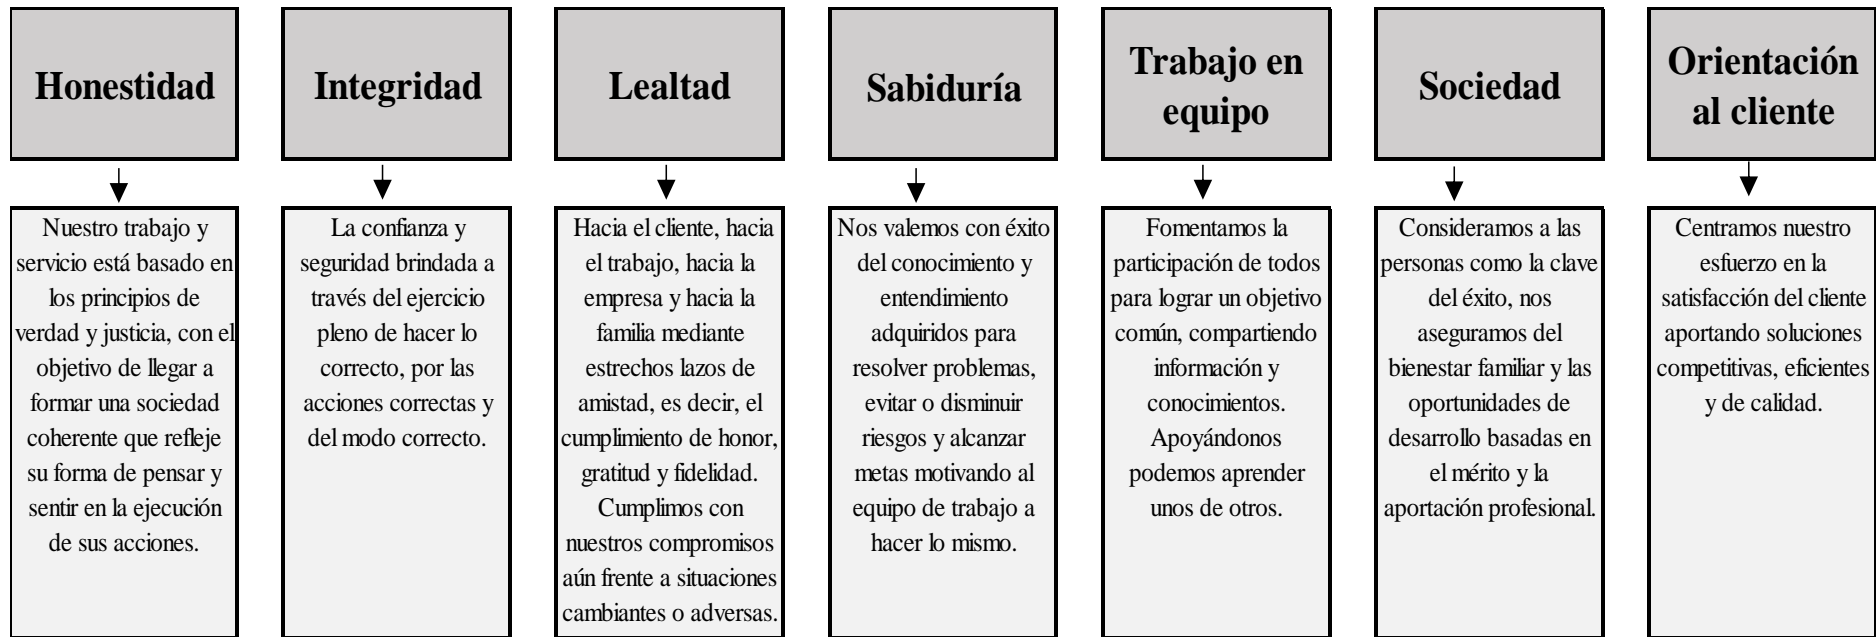 Honestidad
Nuestro trabajo y
servicio está basado en
los principios de
verdad y justicia, con el
objetivo de llegar a
formar una sociedad
coherente que refleje
su forma de pensar y
sentir en la ejecución
de sus acciones.
Integridad
La confianza y
seguridad brindada a
través del ejercicio
pleno de hacer lo
correcto, por las
acciones correctas y
del modo correcto.
Lealtad
Hacia el cliente, hacia
el trabajo, hacia la
empresa y hacia la
familia mediante
estrechos lazos de
amistad, es decir, el
cumplimiento de honor,
gratitud y fidelidad.
Cumplimos con
nuestros compromisos
aún frente a situaciones
cambiantes o adversas.
Sabiduría
Nos valemos con éxito
del conocimiento y
entendimiento
adquiridos para
resolver problemas,
evitar o disminuir
riesgos y alcanzar
metas motivando al
equipo de trabajo a
hacer lo mismo.
Trabajo en
equipo
Fomentamos la
participación de todos
para lograr un objetivo
común, compartiendo
información y
conocimientos.
Apoyándonos
podemos aprender
unos de otros.
Sociedad
Consideramos a las
personas como la clave
del éxito, nos
aseguramos del
bienestar familiar y las
oportunidades de
desarrollo basadas en
el mérito y la
aportación profesional.
Orientación
al cliente
Centramos nuestro
esfuerzo en la
satisfacción del cliente
aportando soluciones
competitivas, eficientes
y de calidad.